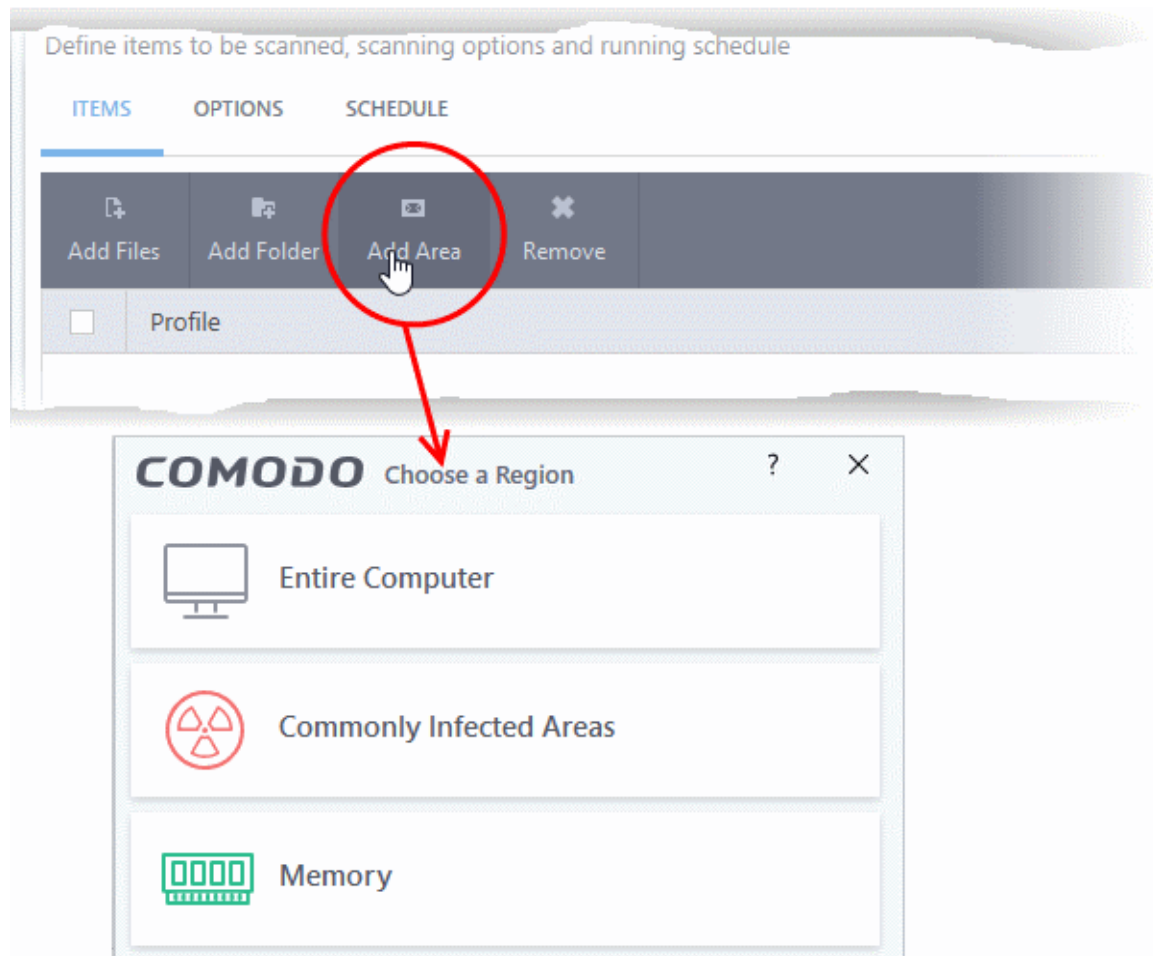 Define items to be scanned, scanning options and running schedule
ITEMS OPTIONS SCHEDULE
Add Files Add Folder Add Area Remove
Profile
COMODO Choose a Region ?
Entire Computer
Commonly Infected Areas
Memory